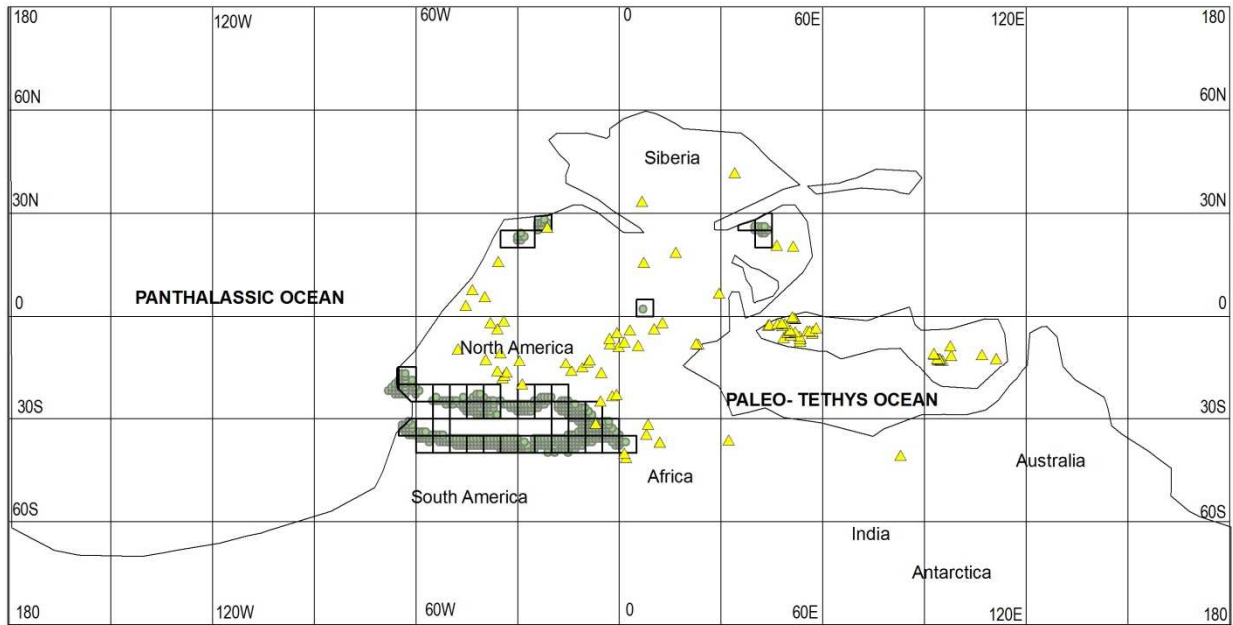 180 60W 0 60E 180
120W 120E
60N 60N
Siberia
30N 30N
PANTHALASSIC OCEAN
0 0
North America
PALEO- TETHYS OCEAN
30S 30S
Australia
Africa
South America
60S 60S
India
Antarctica
180 120W 60W 0 60E 120E 180